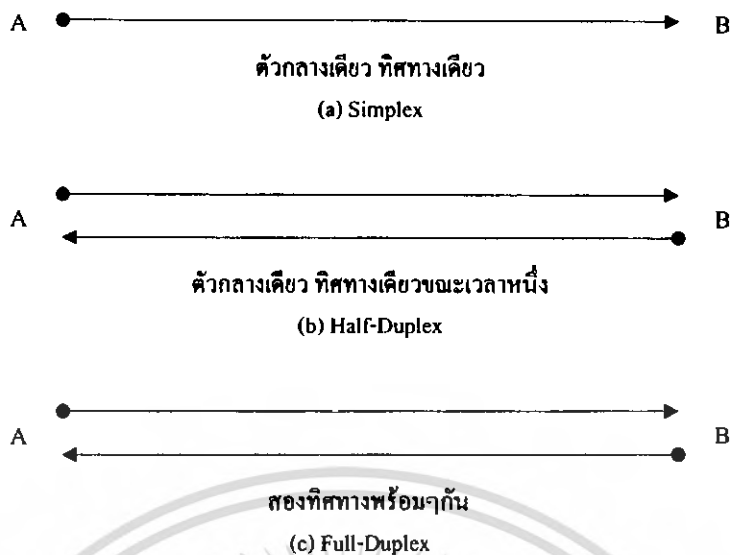 A B
ตัวกลางเดียว ทิศทางเดียว
(a) Simplex
A B
ตัวกลางเดียว ทิศทางเดียวขณะเวลาหนึ่ง
(b) Half-Duplex
A B
สองทิศทางพร้อมๆกัน
(c) Full-Duplex